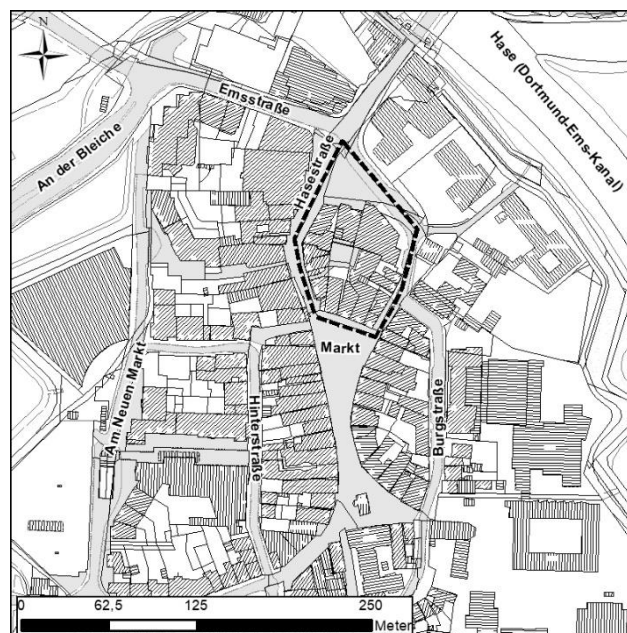 N
Hase (Dortmund-Ems-Kanal)
Emsstraße
An der Bleiche
Hasestraße
Markt
Am Neuen Markt
Hinterstraße
Burgstraße
0 62,5 125 250
Meter